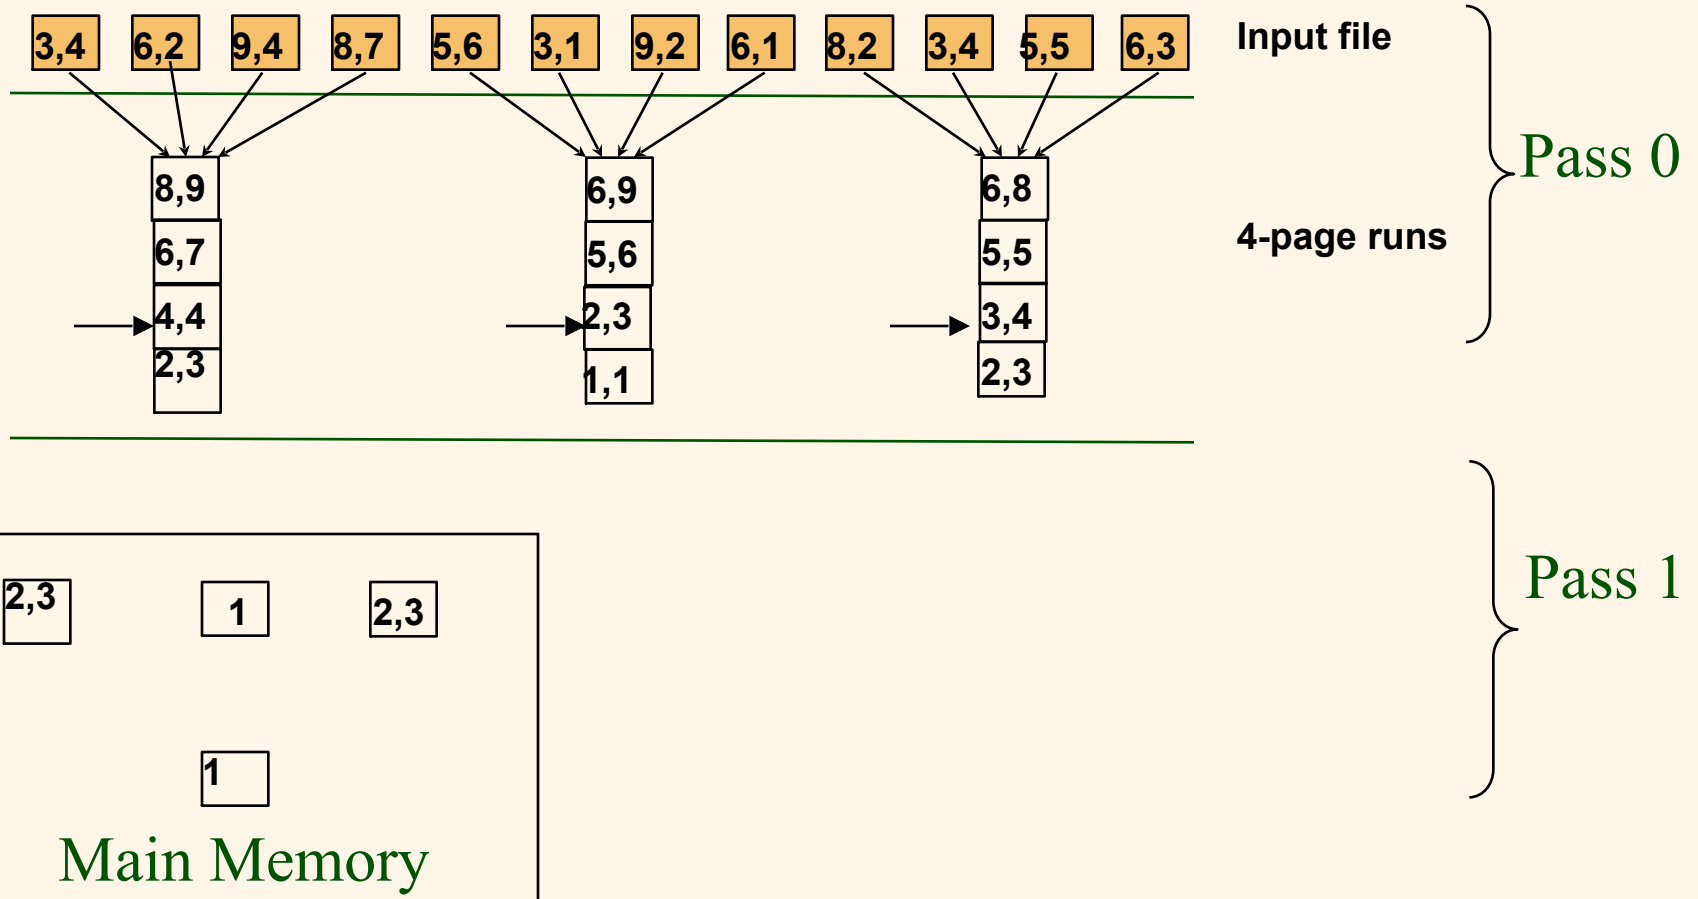 3,4 6,2 9,4 8,7 5,6 3,1 9,2 6,1 8,2 3,4 5,5 6,3 Input file
Pass 0
8,9 6,9 6,8
6,7 5,6 5,5 4-page runs
4,4 2,3 3,4
2,3 1,1 2,3
Pass 1
2,3 1 2,3
1
Main Memory